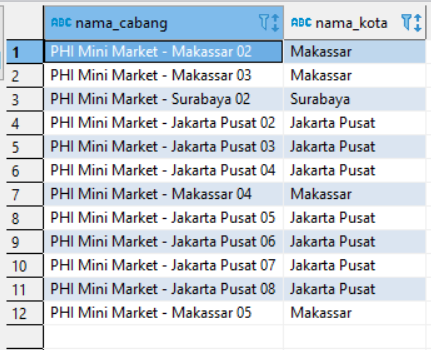 ABC nama_cabang ABC nama_kota
1 PHI Mini Market - Makassar 02 Makassar
2 PHI Mini Market - Makassar 03 Makassar
3 PHI Mini Market - Surabaya 02 Surabaya
4 PHI Mini Market - Jakarta Pusat 02 Jakarta Pusat
5 PHI Mini Market - Jakarta Pusat 03 Jakarta Pusat
6 PHI Mini Market - Jakarta Pusat 04 Jakarta Pusat
7 PHI Mini Market - Makassar 04 Makassar
8 PHI Mini Market - Jakarta Pusat 05 Jakarta Pusat
9 PHI Mini Market - Jakarta Pusat 06 Jakarta Pusat
10 PHI Mini Market - Jakarta Pusat 07 Jakarta Pusat
11 PHI Mini Market - Jakarta Pusat 08 Jakarta Pusat
12 PHI Mini Market - Makassar 05 Makassar